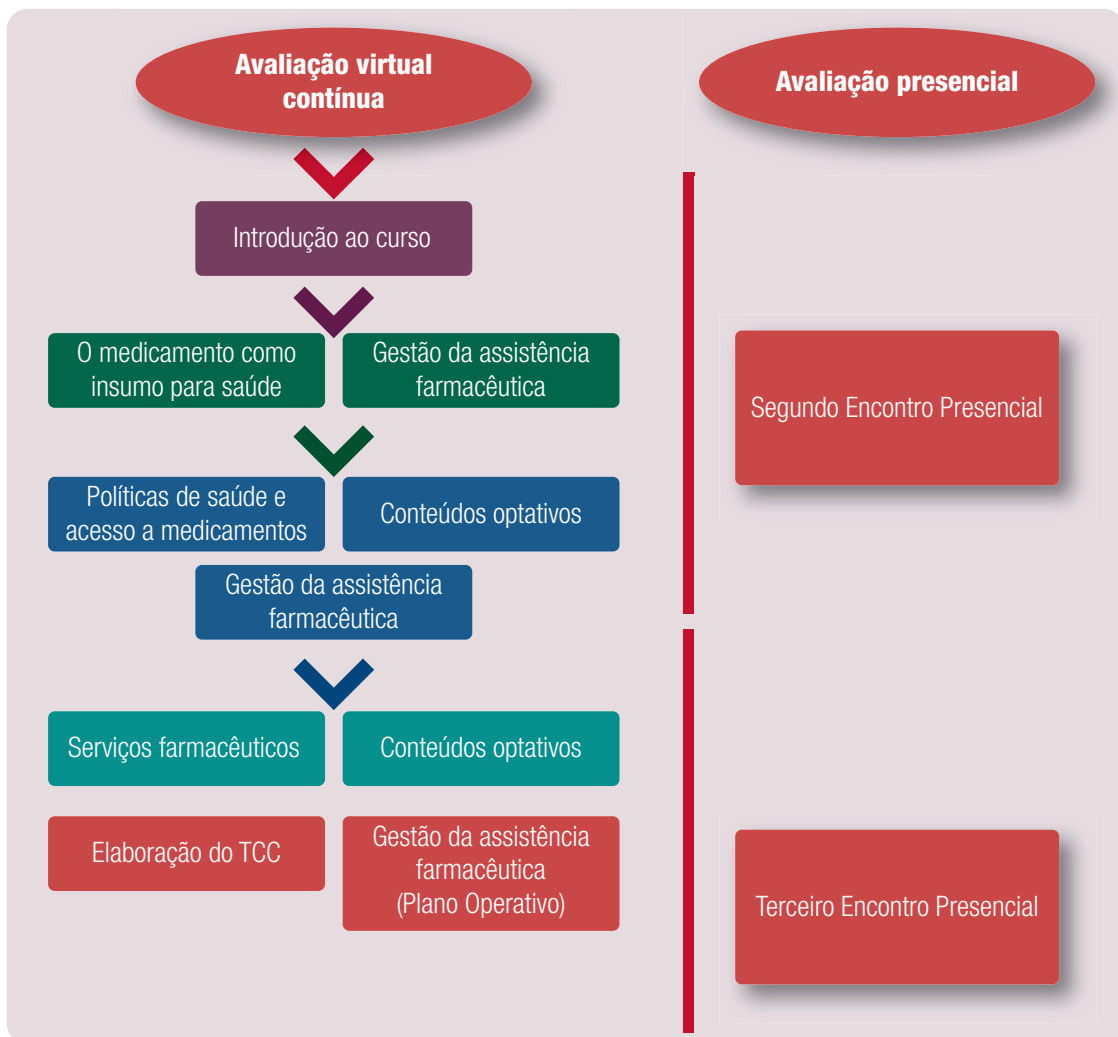 Avaliação virtual
contínua
Avaliação presencial
Introdução ao curso
O medicamento como
insumo para saúde
Gestão da assistência
farmacêutica
Segundo Encontro Presencial
Políticas de saúde e
acesso a medicamentos
Conteúdos optativos
Gestão da assistência
farmacêutica
Serviços farmacêuticos
Conteúdos optativos
Elaboração do TCC
Gestão da assistência
farmacêutica
(Plano Operativo)
Terceiro Encontro Presencial